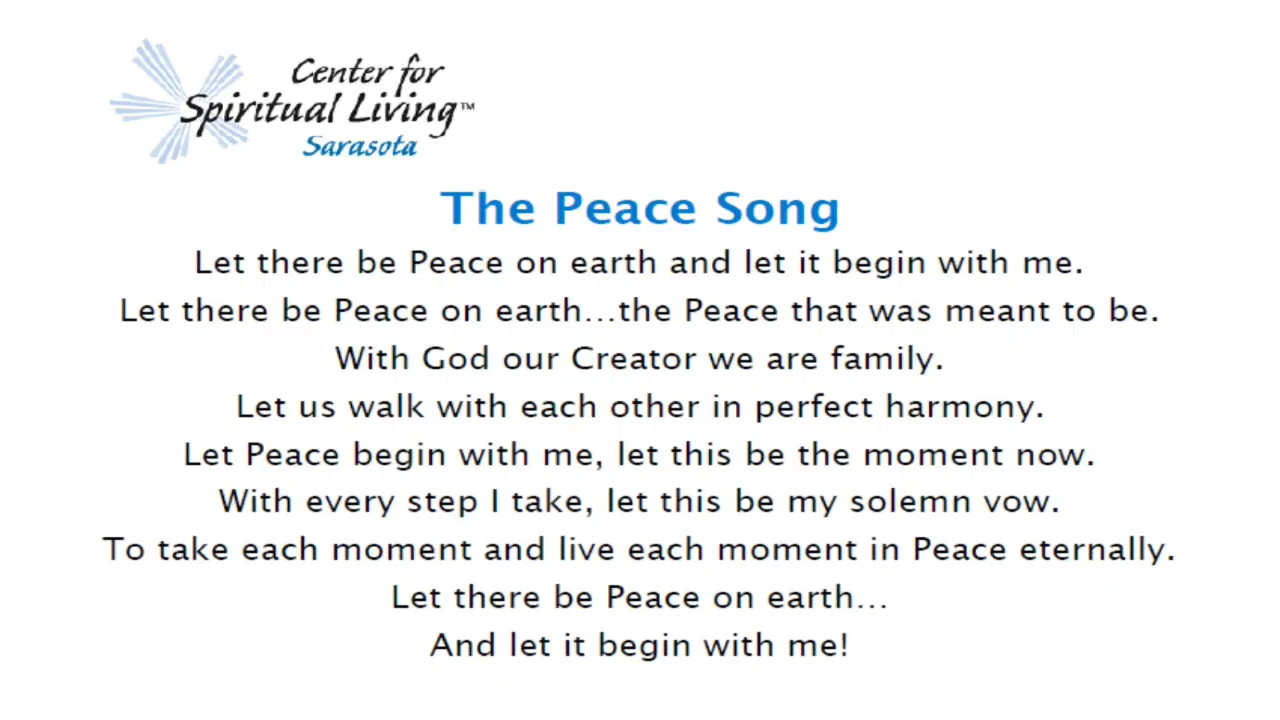 Center for
Spiritual Living™
Sarasota
The Peace Song
Let there be Peace on earth and let it begin with me.
Let there be Peace on earth...the Peace that was meant to be.
With God our Creator we are family.
Let us walk with each other in perfect harmony.
Let Peace begin with me, let this be the moment now.
With every step I take, let this be my solemn vow.
To take each moment and live each moment in Peace eternally.
Let there be Peace on earth...
And let it begin with me!